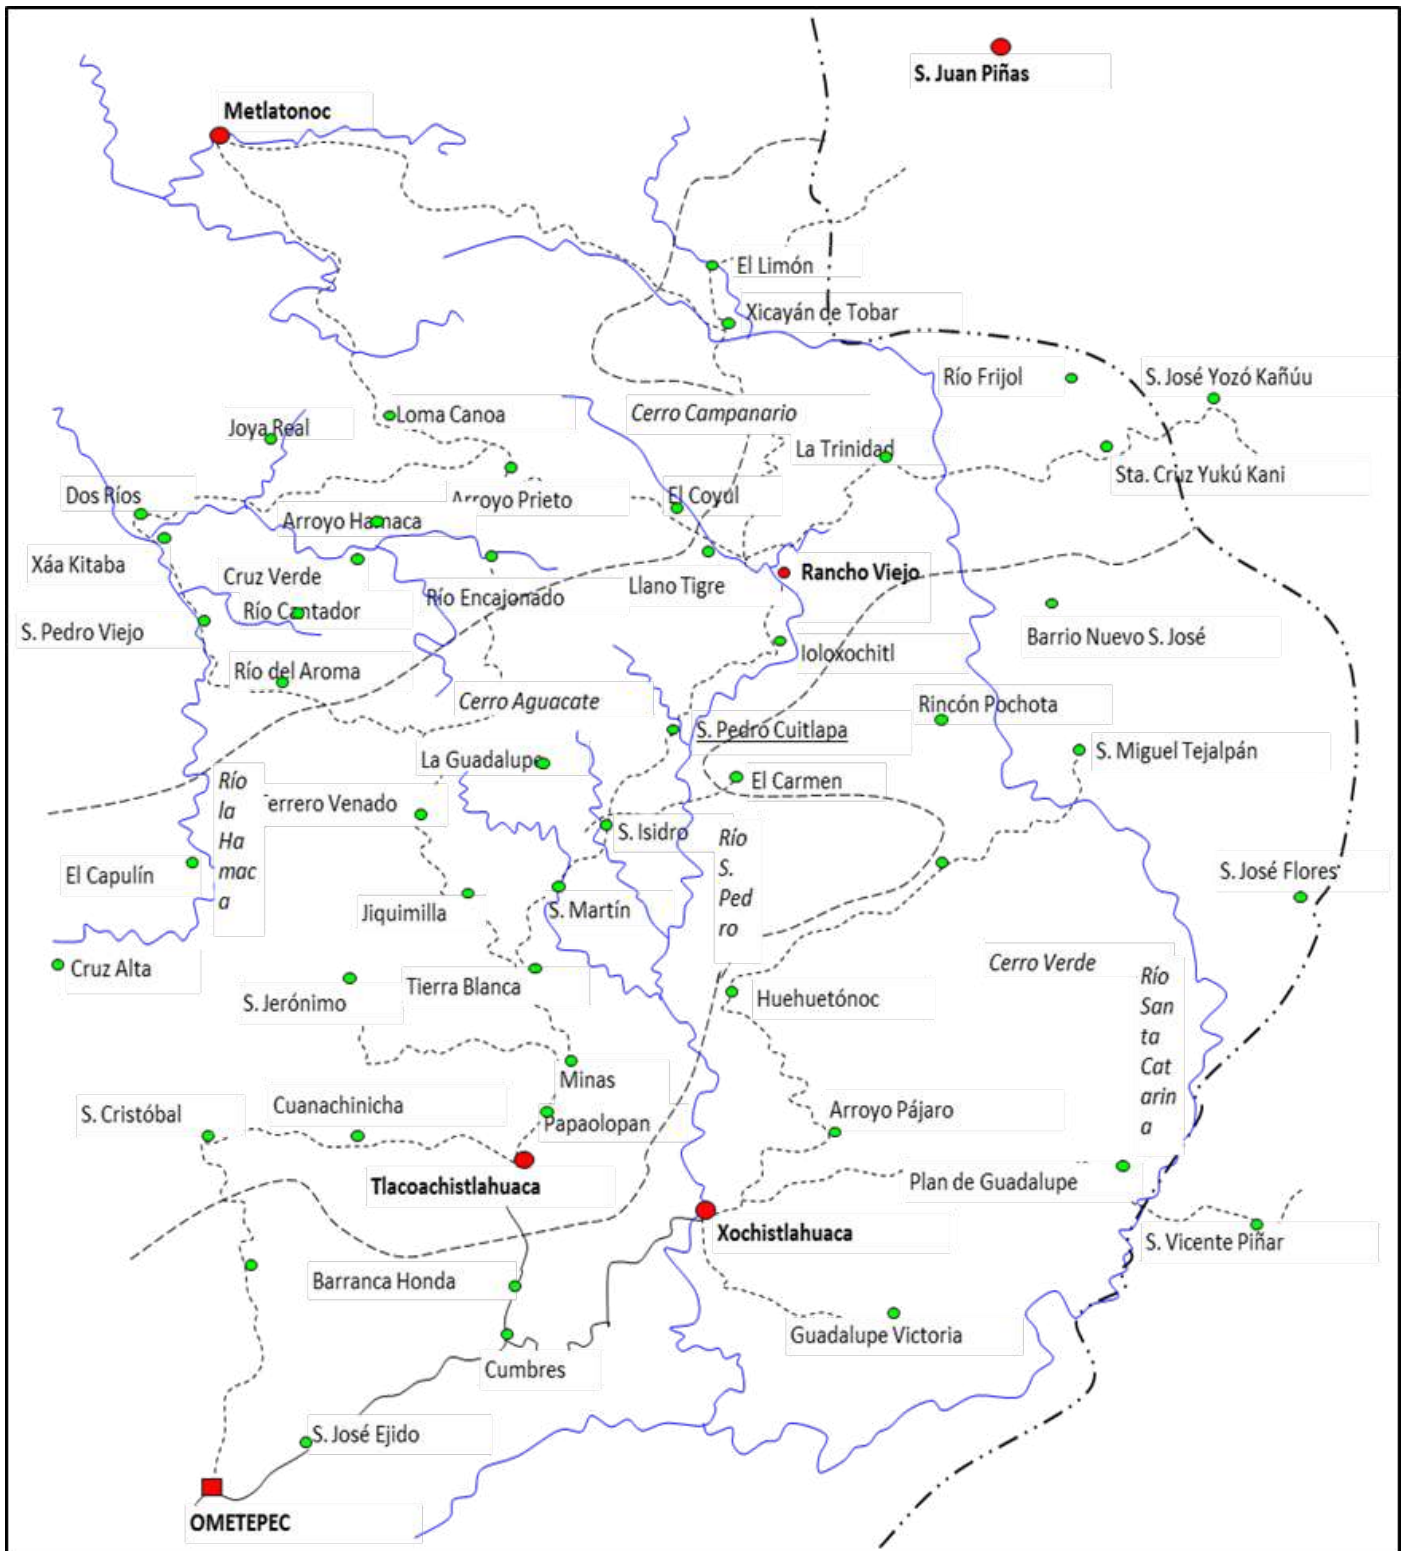 S. Juan Piñas
Metlatonoc
El Limón
Xicayán de Tobar
Río Frijol
S. José Yozó Kañúu
Cerro Campanario
Loma Canoa
Joya Real
La Trinidad
Sta. Cruz Yukú Kani
Dos Ríos
Arroyo Prieto
El Coyul
Arroyo Hamaca
Xáa Kitaba
Cruz Verde
Llano Tigre
Rancho Viejo
Río Encajonado
Río Cantador
S. Pedro Viejo
Barrio Nuevo S. José
Ioloxochitl
Río del Aroma
Cerro Aguacate
Rincón Pochota
S. Pedro Cuitlapa
S. Miguel Tejalpán
La Guadalupe
El Carmen
Río
la
Ha
mac
a
errero Venado
S. Isidro
Río
S.
Ped
ro
El Capulín
S. José Flores
Jiquimilla
S. Martín
Cruz Alta
Cerro Verde
Río
San
ta
Cat
arin
a
S. Jerónimo
Tierra Blanca
Huehuetónoc
Minas
Cuanachinicha
S. Cristóbal
Papaolopan
Arroyo Pájaro
Tlacoachistlahuaca
Plan de Guadalupe
Xochistlahuaca
S. Vicente Piñar
Barranca Honda
Guadalupe Victoria
Cumbres
S. José Ejido
OMETEPEC